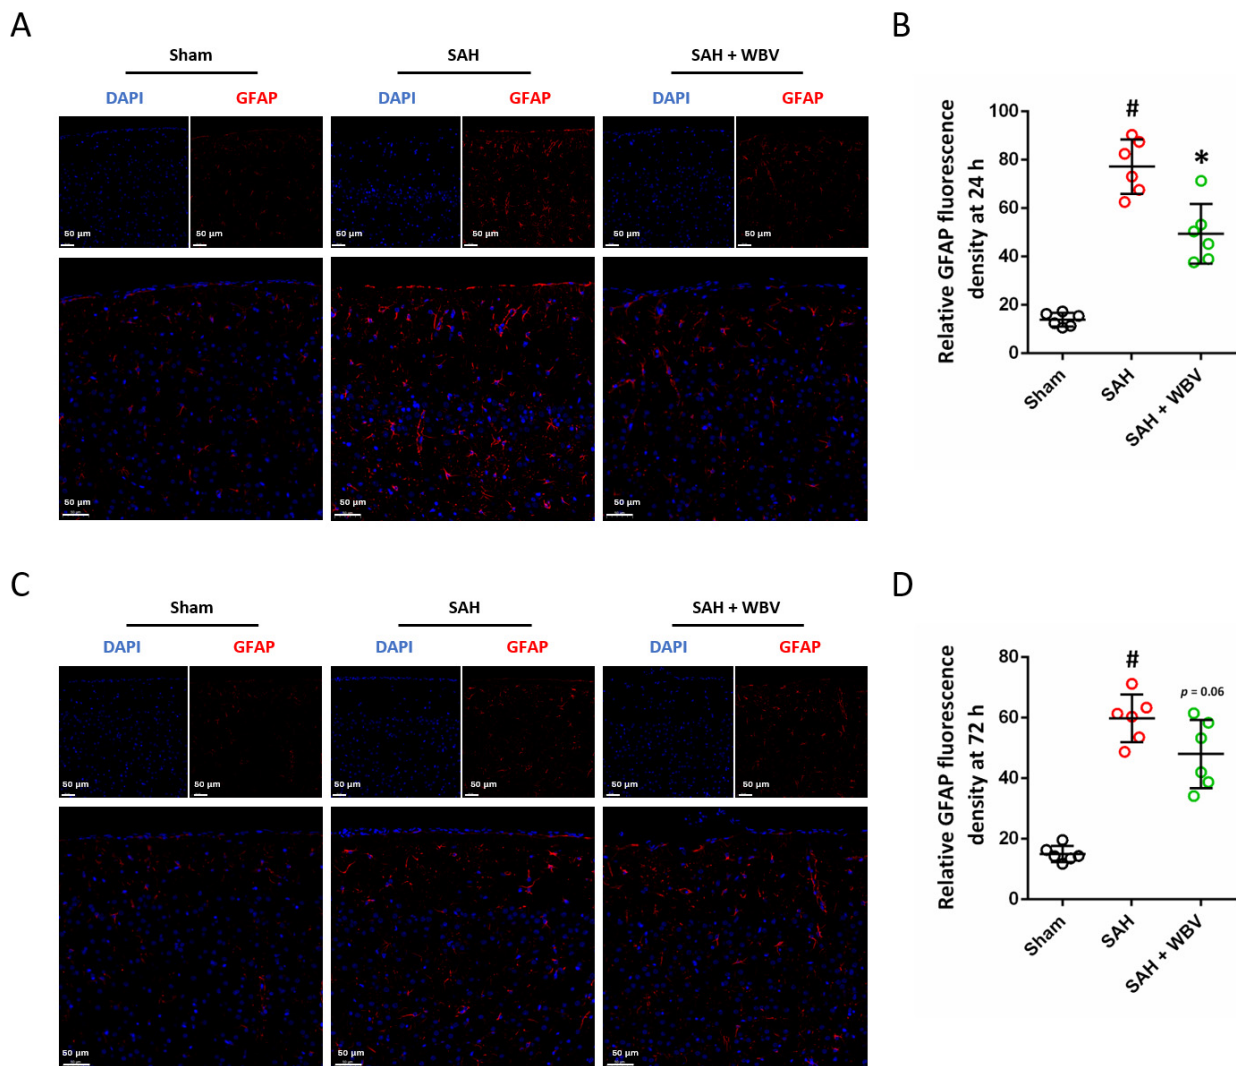 A
Sham
SAH
SAH + WBV
DAPI
GFAP
DAPI
GFAP
DAPI
GFAP
50 µm
50 µm
50 µm
50 µm
50 µm
50 µm
50 µm
50 µm
50 µm
B
Relative GFAP fluorescence
density at 24 h
100
80
60
40
20
0
#
*
Sham
SAH
SAH + WBV
C
Sham
SAH
SAH + WBV
DAPI
GFAP
DAPI
GFAP
DAPI
GFAP
50 µm
50 µm
50 µm
50 µm
50 µm
50 µm
50 µm
50 µm
50 µm
D
Relative GFAP fluorescence
density at 72 h
80
60
40
20
0
#
p = 0.06
Sham
SAH
SAH + WBV